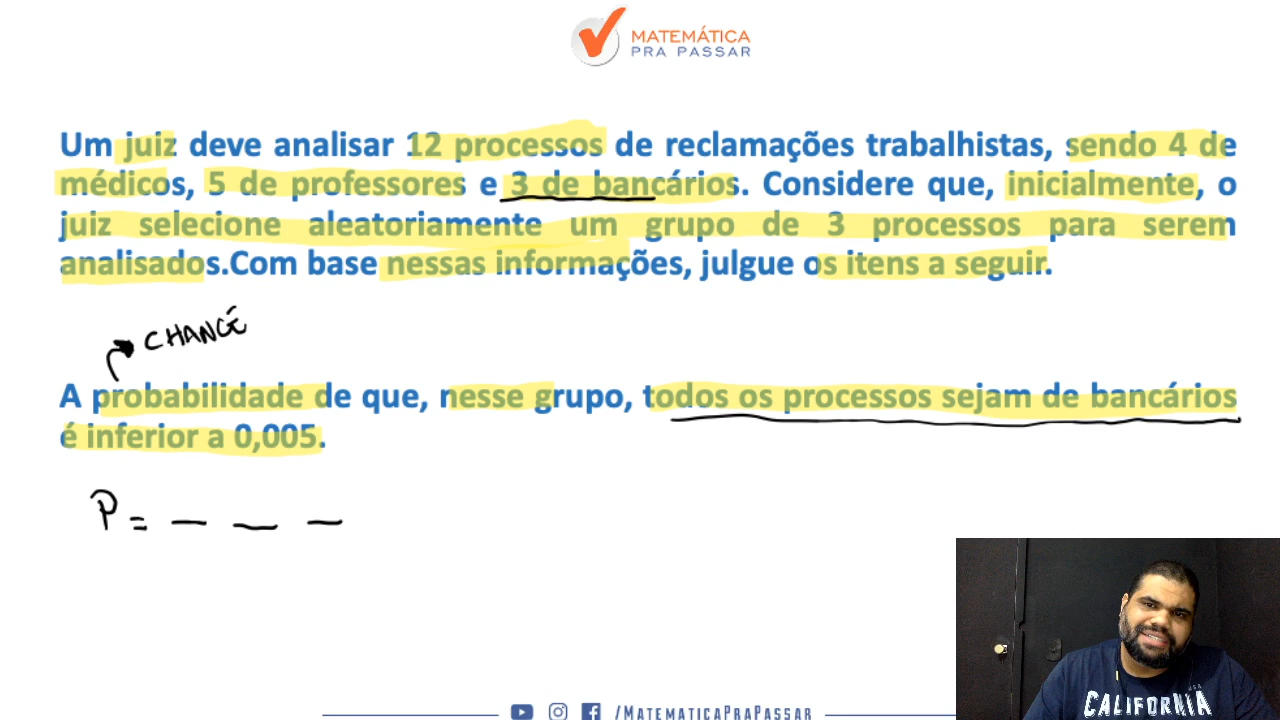 MATEMÁTICA
PRA PASSAR
Um juiz deve analisar 12 processos de reclamações trabalhistas, sendo 4 de
médicos, 5 de professores e 3 de bancários. Considere que, inicialmente, o
juiz selecione aleatoriamente um grupo de 3 processos para serem
analisados.Com base nessas informações, julgue os itens a seguir.
CHANCE
A probabilidade de que, nesse grupo, todos os processos sejam de bancários
é inferior a 0,005.
P = _ _ _
CALIFORNIA
/MATEMATICAPRAPASSAR